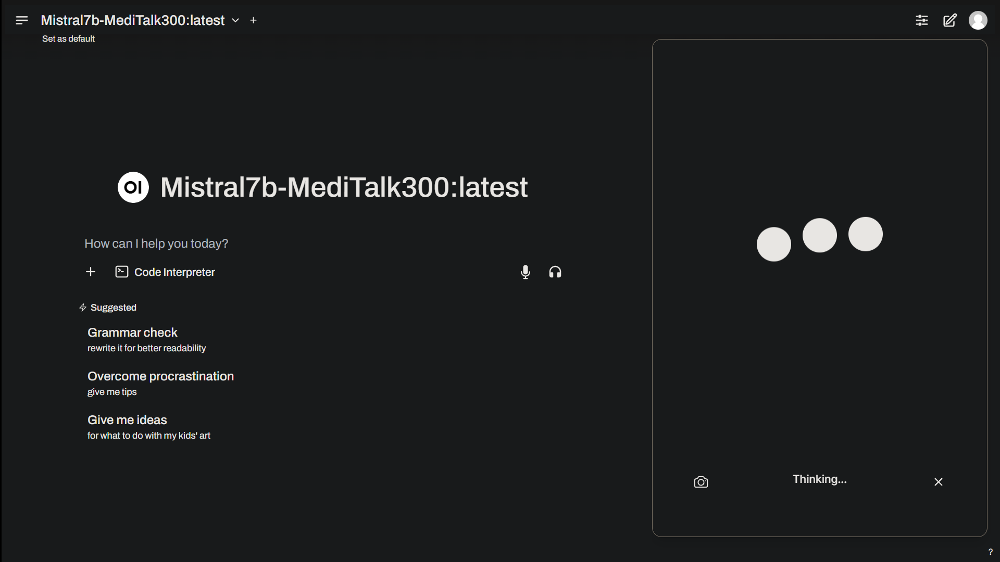 Mistral7b-MediTalk300:latest
Set as default
OI Mistral7b-MediTalk300:latest
How can I help you today?
Code Interpreter
Suggested
Grammar check
rewrite it for better readability
Overcome procrastination
give me tips
Give me ideas
for what to do with my kids' art
Thinking...
?